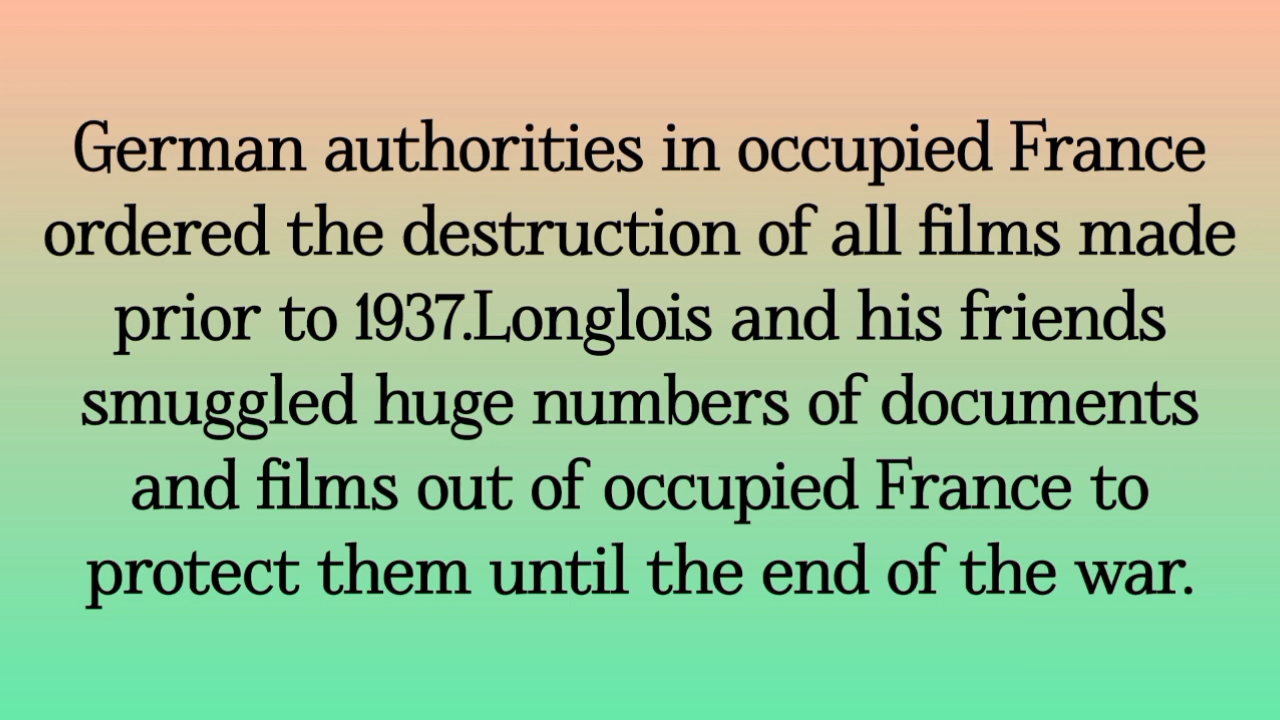 German authorities in occupied France
ordered the destruction of all films made
prior to 1937.Longlois and his friends
smuggled huge numbers of documents
and films out of occupied France to
protect them until the end of the war.